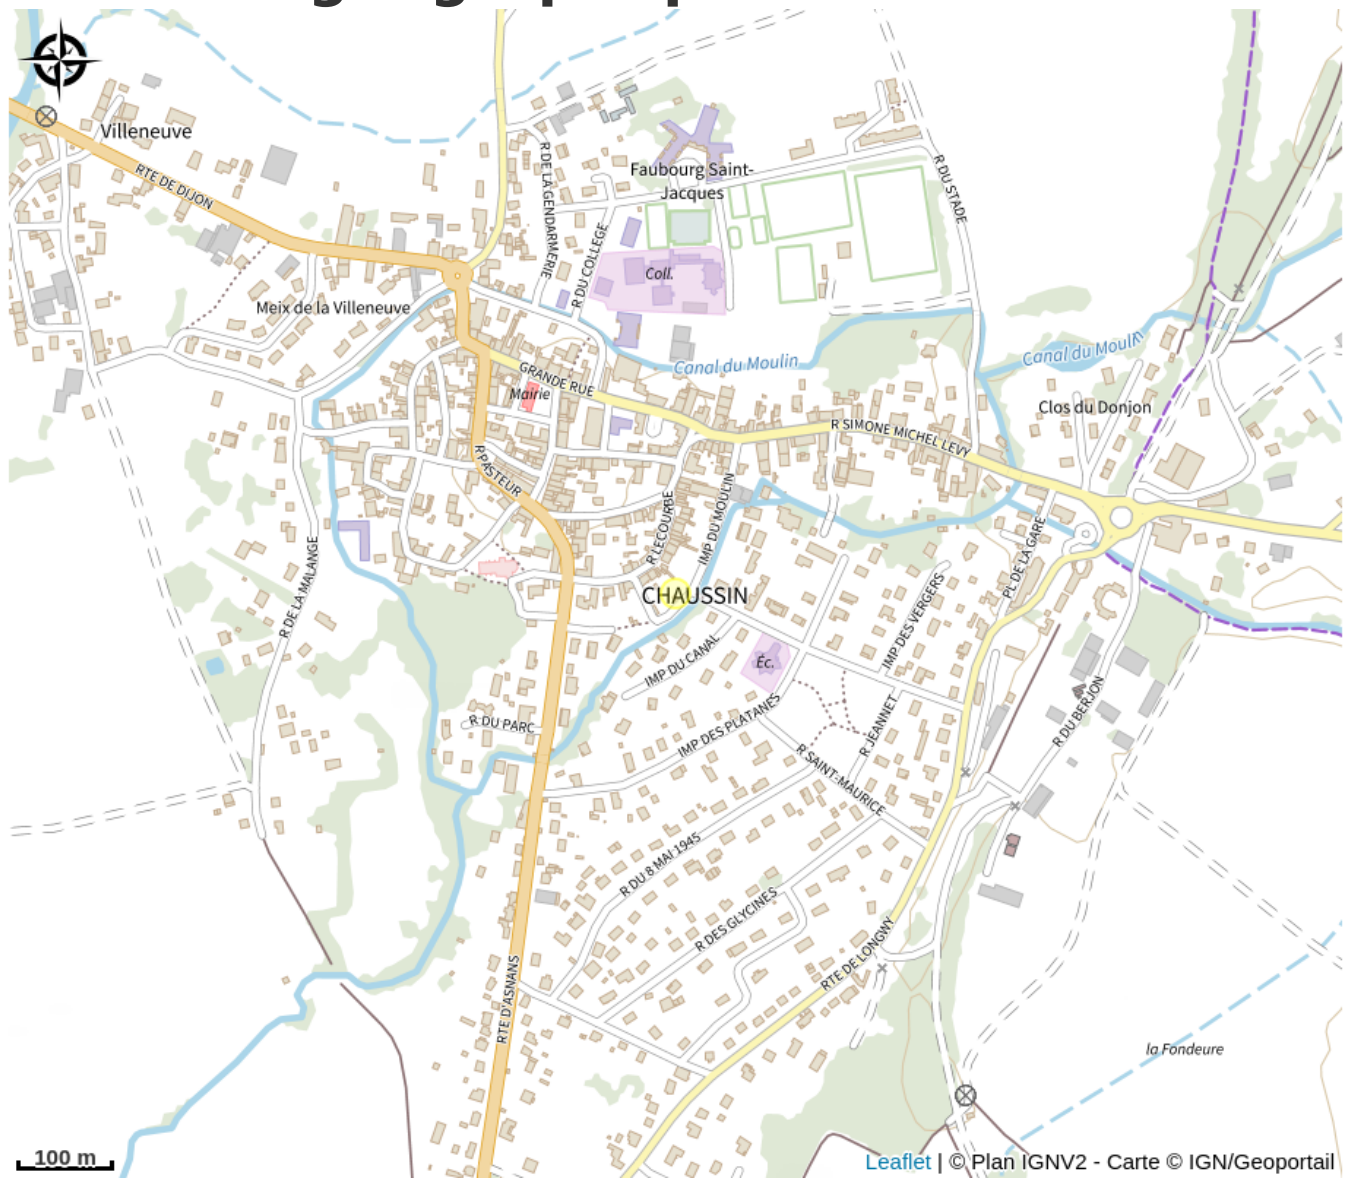 Villeneuve
RTE DE DIJON
R DE LA GENDARMERIE
Faubourg Saint-
Jacques
R DU STADE
R DU COLLEGE
Coll.
Meix de la Villeneuve
Canal du Moulin
Canal du Moulin
GRANDE RUE
Mairie
Clos du Donjon
R SIMONE MICHEL LEVY
R PASTEUR
R LECOURBE
IMP DU MOULIN
PL DE LA GARE
R DE LA MALANGE
CHAUSSIN
IMP DES VERGERS
IMP DU CANAL
Éc.
R DU PARC
IMP DES PLATANES
R JEANNET
R DU BERJON
R SAINT-MAURICE
R DU 8 MAI 1945
R DES GLYCINES
RTE DE LONGWY
RTE D'ASNANS
la Fondeure
100 m
Leaflet | © Plan IGNV2 - Carte © IGN/Geoportail